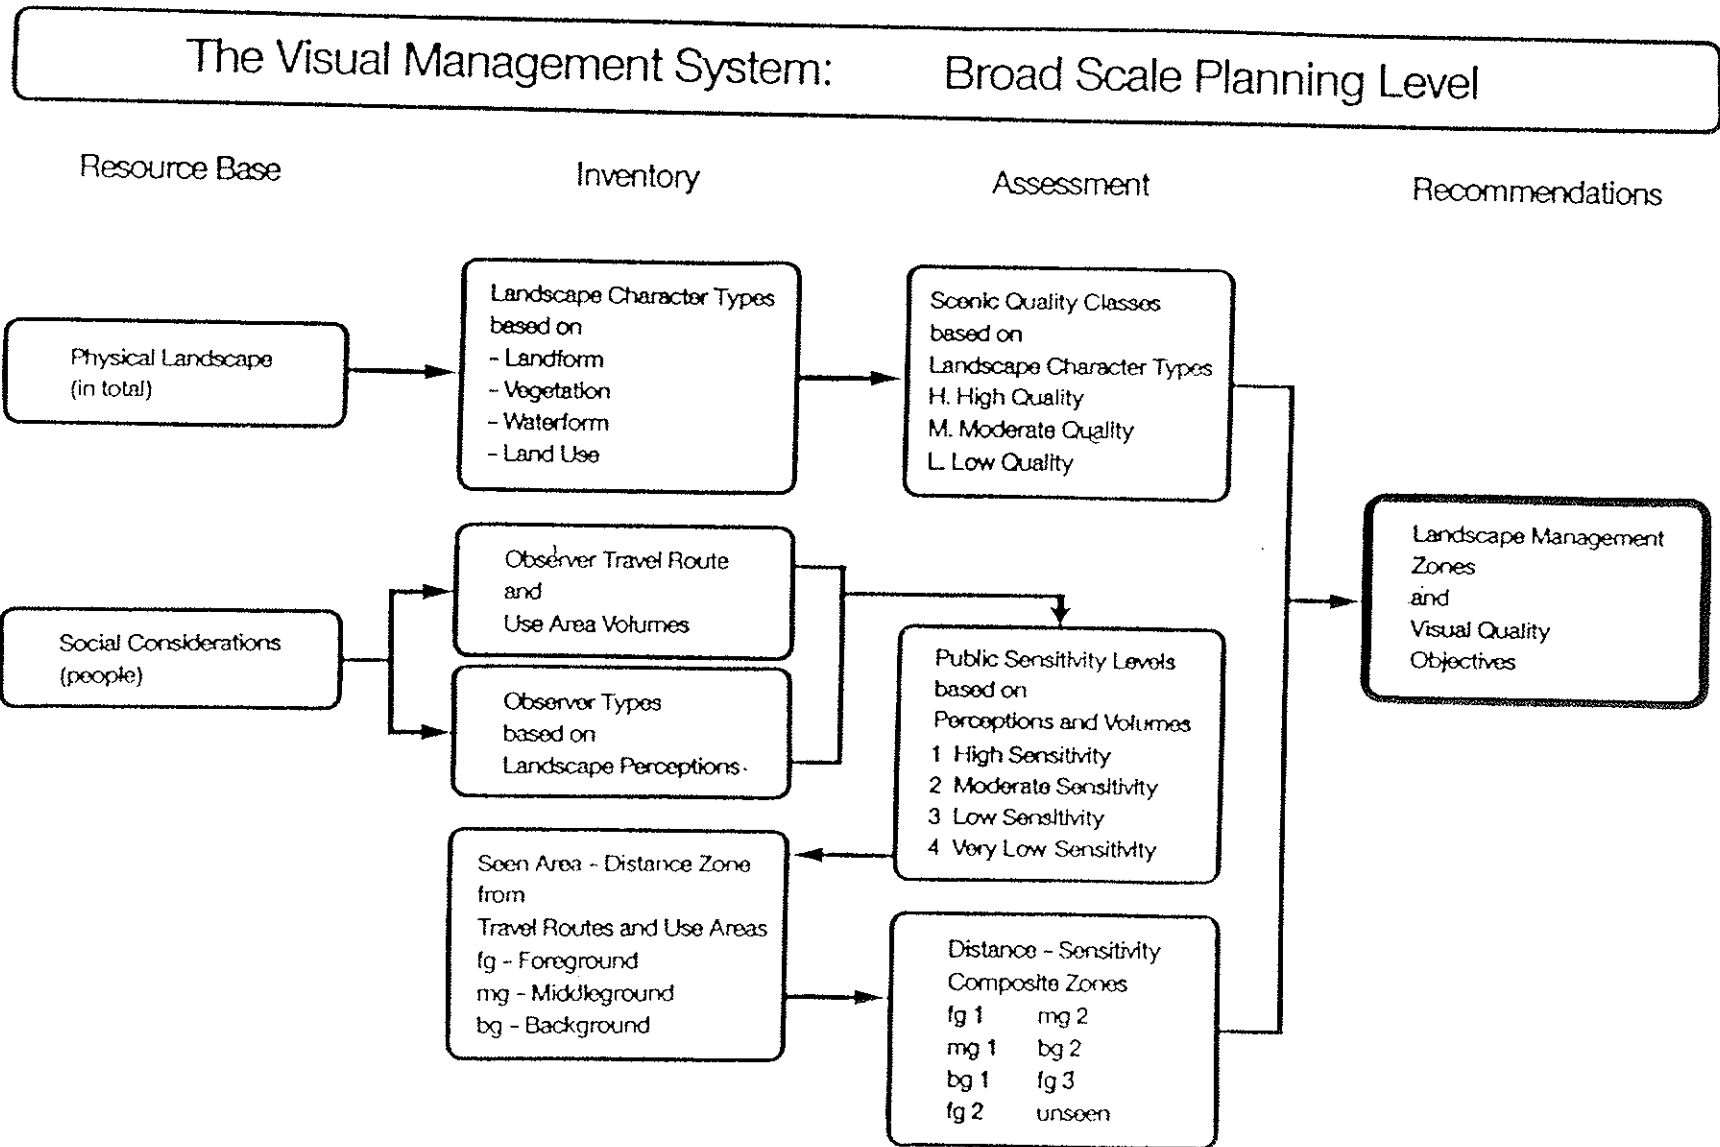 The Visual Management System: Broad Scale Planning Level
Resource Base
Inventory
Assessment
Recommendations
Physical Landscape
(in total)
Landscape Character Types
based on
- Landform
- Vegetation
- Waterform
- Land Use
Scenic Quality Classes
based on
Landscape Character Types
H. High Quality
M. Moderate Quality
L. Low Quality
Social Considerations
(people)
Observer Travel Route
and
Use Area Volumes
Observer Types
based on
Landscape Perceptions
Public Sensitivity Levels
based on
Perceptions and Volumes
1 High Sensitivity
2 Moderate Sensitivity
3 Low Sensitivity
4 Very Low Sensitivity
Seen Area - Distance Zone
from
Travel Routes and Use Areas
fg - Foreground
mg - Middleground
bg - Background
Distance - Sensitivity
Composite Zones
fg 1 mg 2
mg 1 bg 2
bg 1 fg 3
fg 2 unseen
Landscape Management
Zones
and
Visual Quality
Objectives